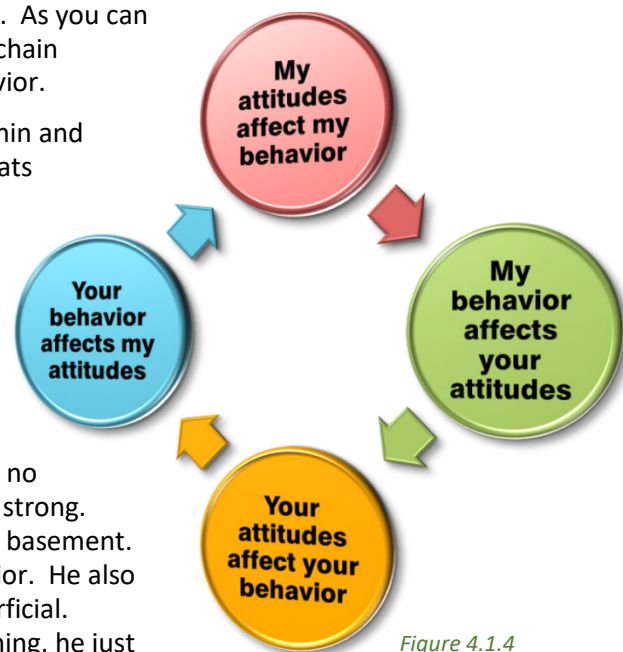 . As you can
chain
vior.
nin and
ats
no
strong.
basement.
ior. He also
rficial.
ning, he just
My
attitudes
affect my
behavior
My
behavior
affects
your
attitudes
Your
attitudes
affect your
behavior
Your
behavior
affects my
attitudes
Figure 4.1.4